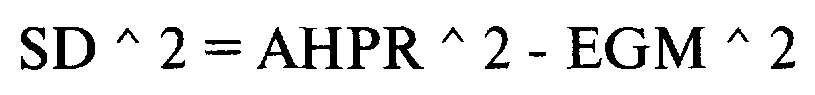 SD ^ 2 = AHPR ^ 2 - EGM ^ 2